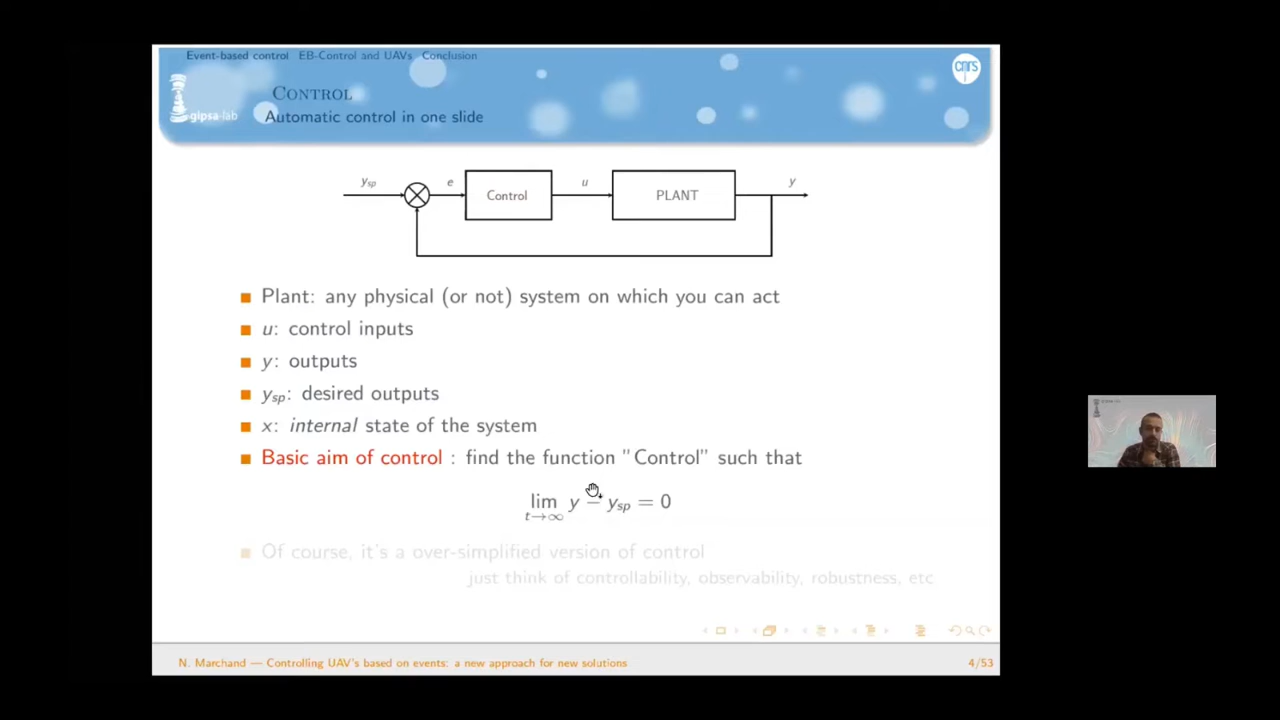 Event-based control EB-Control and UAVs Conclusion
CONTROL
Automatic control in one slide
gipsa-lab
cnrs
ysp
e
Control
u
PLANT
y
Plant: any physical (or not) system on which you can act
u: control inputs
y: outputs
ysp: desired outputs
x: internal state of the system
Basic aim of control : find the function "Control" such that
lim y − ysp = 0
t→∞
Of course, it's a over-simplified version of control
just think of controllability, observability, robustness, etc
N. Marchand — Controlling UAV's based on events: a new approach for new solutions
4/53